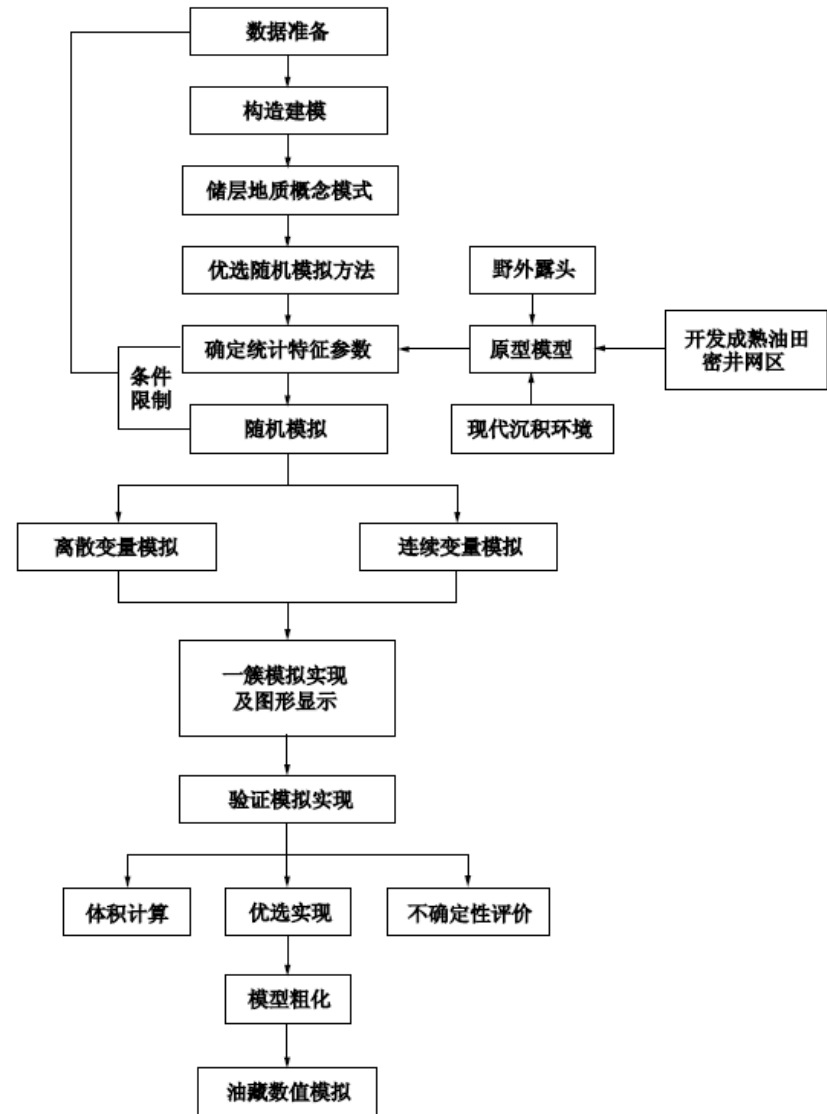 数据准备
构造建模
储层地质概念模式
优选随机模拟方法
野外露头
确定统计特征参数
原型模型
开发成熟油田
密井网区
条件
限制
随机模拟
现代沉积环境
离散变量模拟
连续变量模拟
一簇模拟实现
及图形显示
验证模拟实现
体积计算
优选实现
不确定性评价
模型粗化
油藏数值模拟